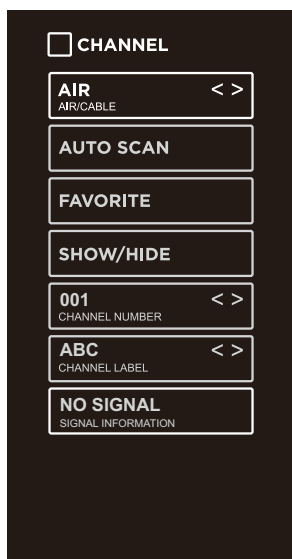 CHANNEL
AIR < >
AIR/CABLE
AUTO SCAN
FAVORITE
SHOW/HIDE
001 < >
CHANNEL NUMBER
ABC < >
CHANNEL LABEL
NO SIGNAL
SIGNAL INFORMATION